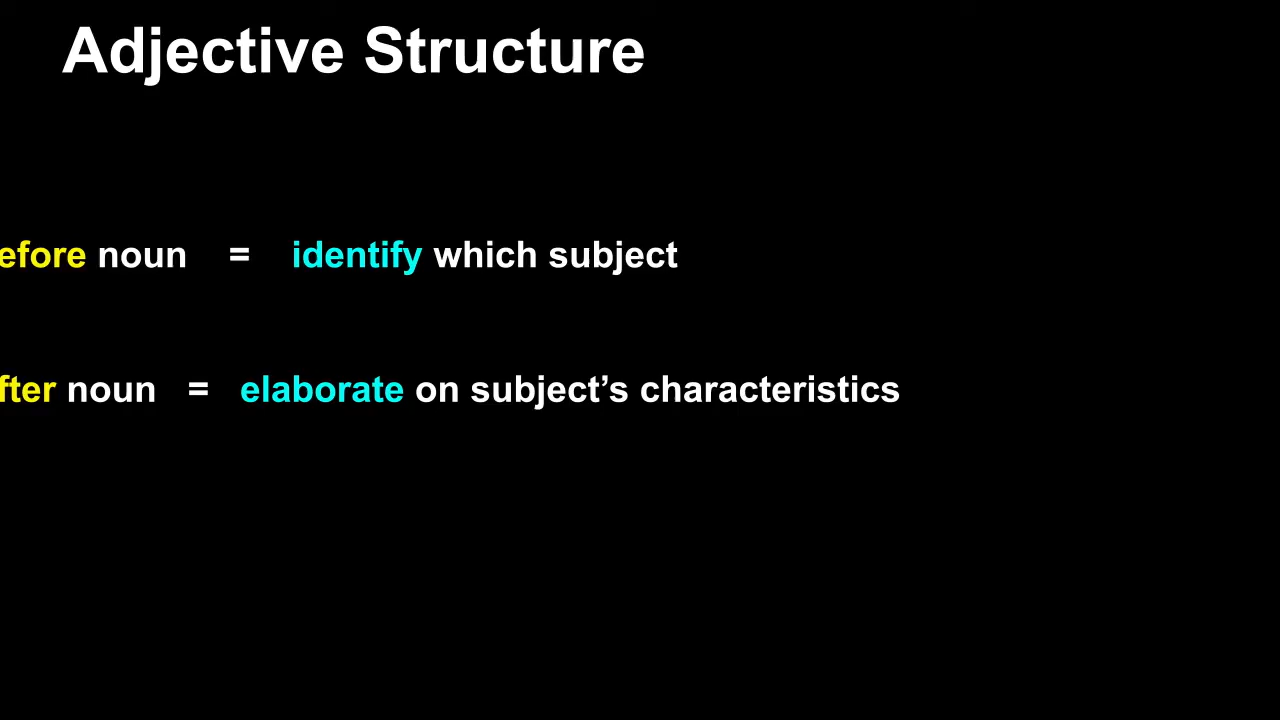 Adjective Structure
efore noun = identify which subject
fter noun = elaborate on subject’s characteristics